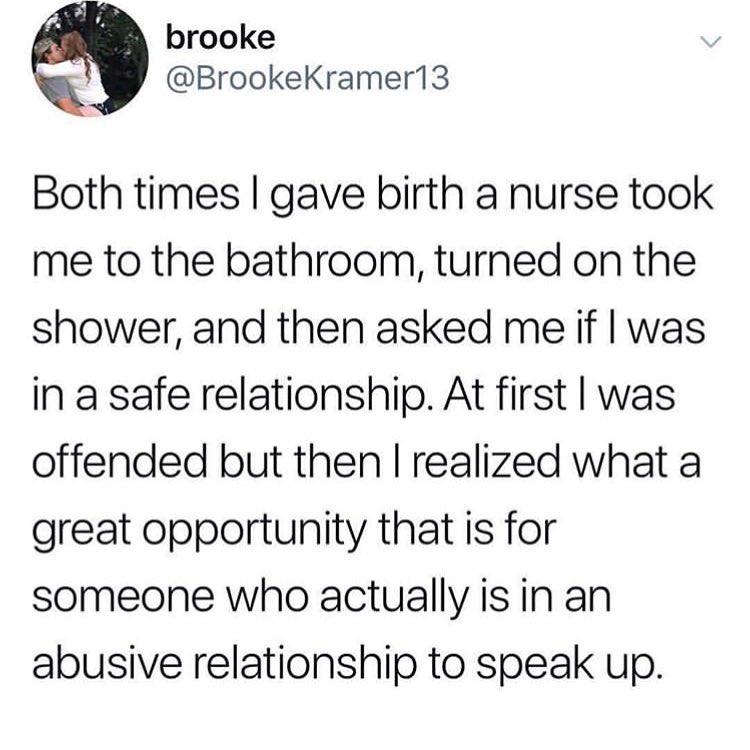 brooke
@BrookeKramer13
Both times I gave birth a nurse took
me to the bathroom, turned on the
shower, and then asked me if I was
in a safe relationship. At first I was
offended but then I realized what a
great opportunity that is for
someone who actually is in an
abusive relationship to speak up.